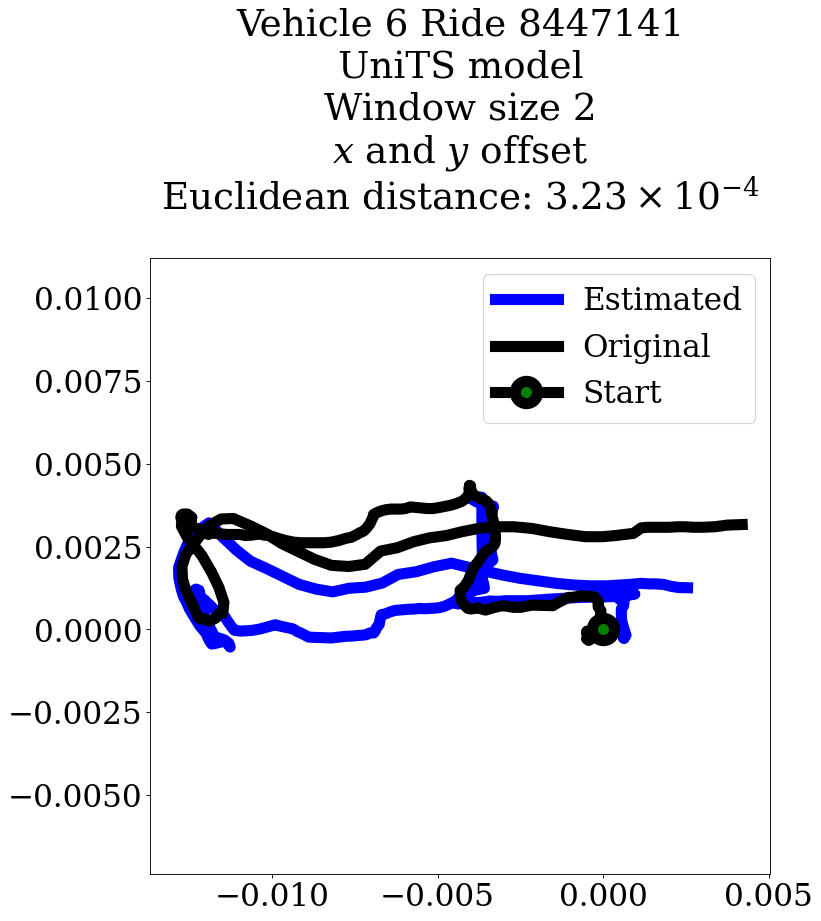 Vehicle 6 Ride 8447141
UniTS model
Window size 2
x and y offset
Euclidean distance: 3.23 × 10⁻⁴
Estimated
Original
Start
0.0100
0.0075
0.0050
0.0025
0.0000
−0.0025
−0.0050
−0.010
−0.005
0.000
0.005